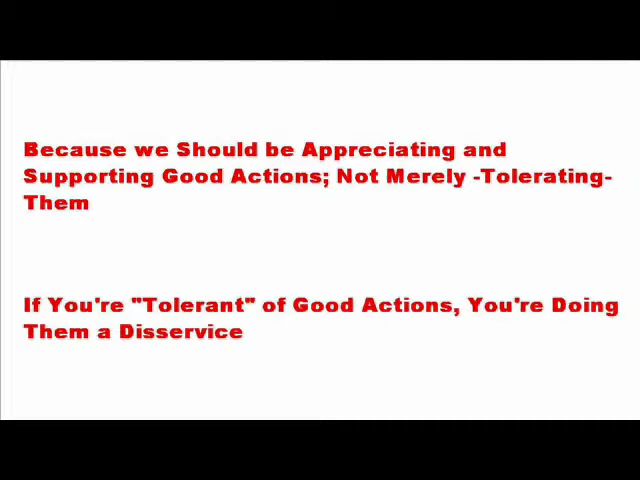 Because we Should be Appreciating and
Supporting Good Actions; Not Merely -Tolerating-
Them
If You're "Tolerant" of Good Actions, You're Doing
Them a Disservice